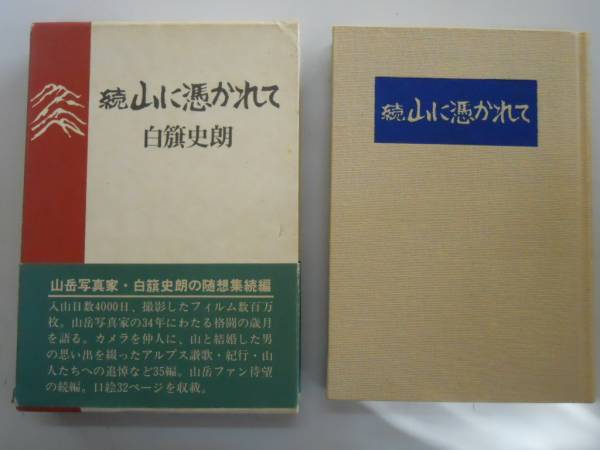 続 山に憑かれて
白籏史朗
山岳写真家・白籏史朗の随想集続編
入山日数4000日、撮影したフィルム数百万
枚。山岳写真家の34年にわたる格闘の歳月
を語る。カメラを仲人に、山と結婚した男
の思い出を綴ったアルプス讃歌・紀行・山
人たちへの追悼など35編。山岳ファン待望
の続編。口絵32ページを収載。
続 山に憑かれて